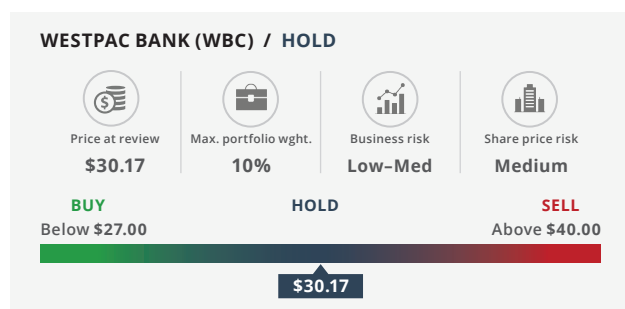 WESTPAC BANK (WBC) / HOLD
$
Price at review
Max. portfolio wght.
Business risk
Share price risk
$30.17
10%
Low–Med
Medium
BUY
HOLD
SELL
Below $27.00
Above $40.00
$30.17